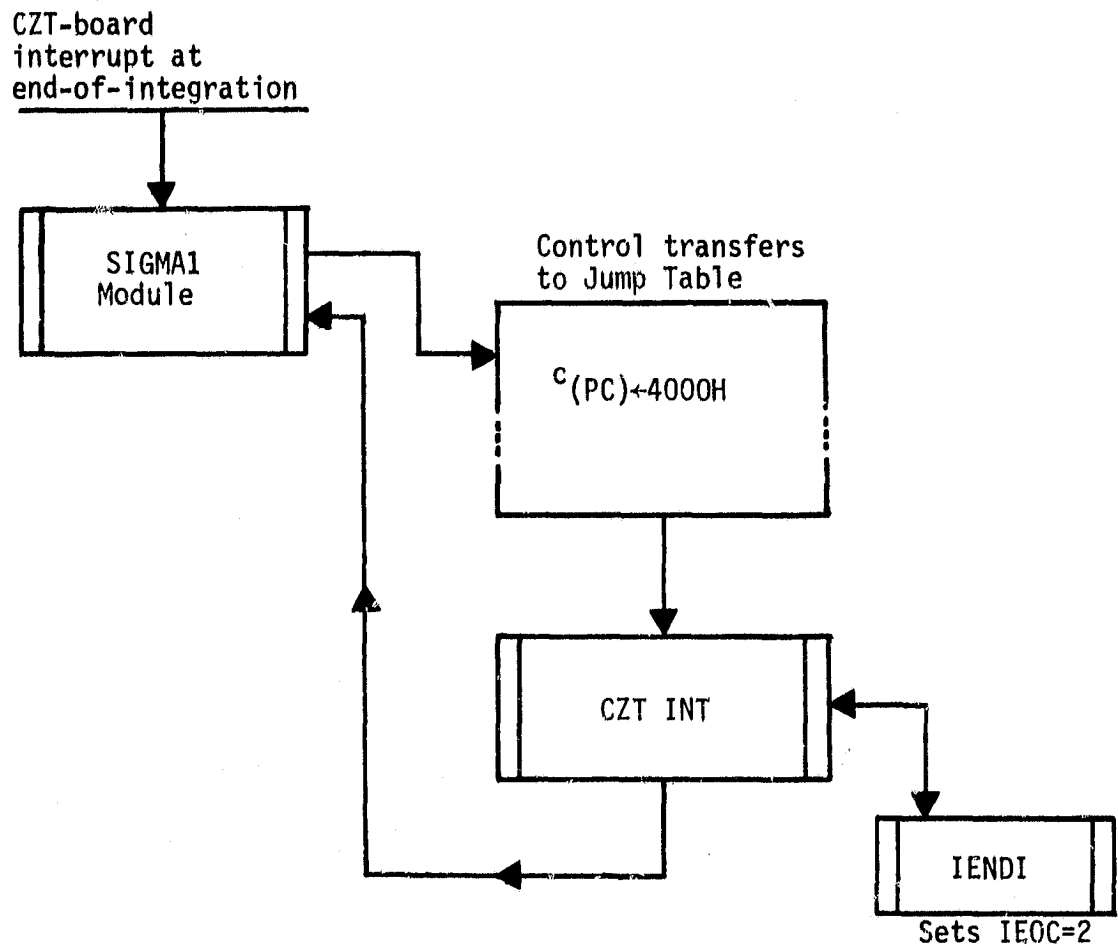 CZT-board
interrupt at
end-of-integration
SIGMA1
Module
Control transfers
to Jump Table
c(PC)←4000H
CZT INT
IENDI
Sets IEOC=2